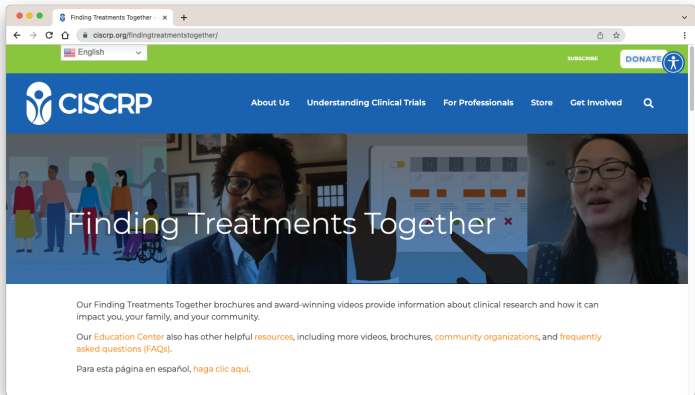 Finding Treatments Together -
ciscrp.org/findingtreatmentstogether/
English
SUBSCRIBE
DONATE
CISCRP
About Us Understanding Clinical Trials For Professionals Store Get Involved
Finding Treatments Together
Our Finding Treatments Together brochures and award-winning videos provide information about clinical research and how it can
impact you, your family, and your community.
Our Education Center also has other helpful resources, including more videos, brochures, community organizations, and frequently
asked questions (FAQs).
Para esta página en español, haga clic aquí.